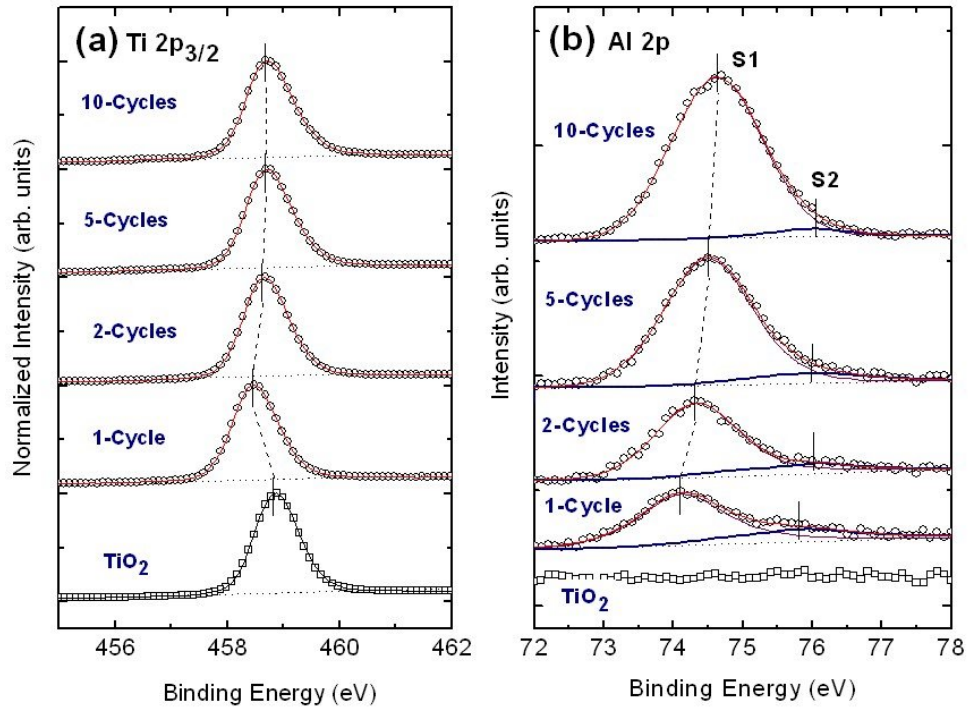 (a) Ti 2p3/2
10-Cycles
5-Cycles
2-Cycles
1-Cycle
TiO2
Normalized Intensity (arb. units)
456 458 460 462
Binding Energy (eV)
(b) Al 2p
S1
10-Cycles
S2
5-Cycles
2-Cycles
1-Cycle
TiO2
Intensity (arb. units)
72 73 74 75 76 77 78
Binding Energy (eV)